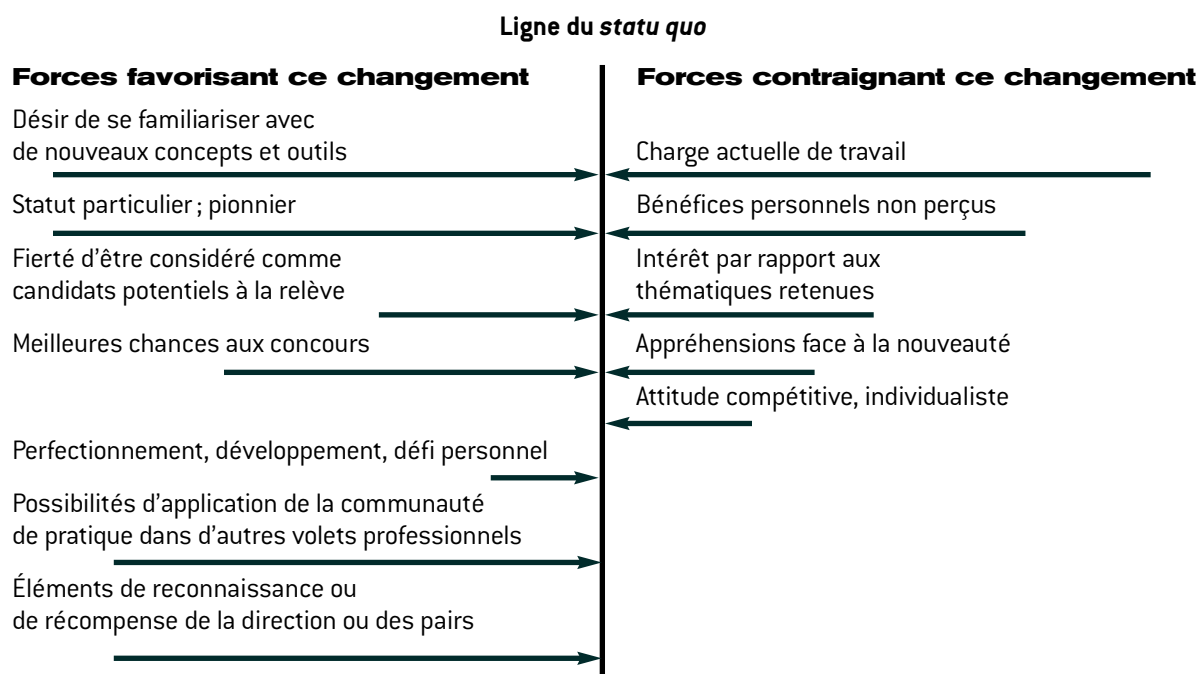 Ligne du statu quo
Forces favorisant ce changement
Désir de se familiariser avec
de nouveaux concepts et outils
Statut particulier ; pionnier
Fierté d'être considéré comme
candidats potentiels à la relève
Meilleures chances aux concours
Perfectionnement, développement, défi personnel
Possibilités d'application de la communauté
de pratique dans d'autres volets professionnels
Éléments de reconnaissance ou
de récompense de la direction ou des pairs
Forces contraignant ce changement
Charge actuelle de travail
Bénéfices personnels non perçus
Intérêt par rapport aux
thématiques retenues
Appréhensions face à la nouveauté
Attitude compétitive, individualiste